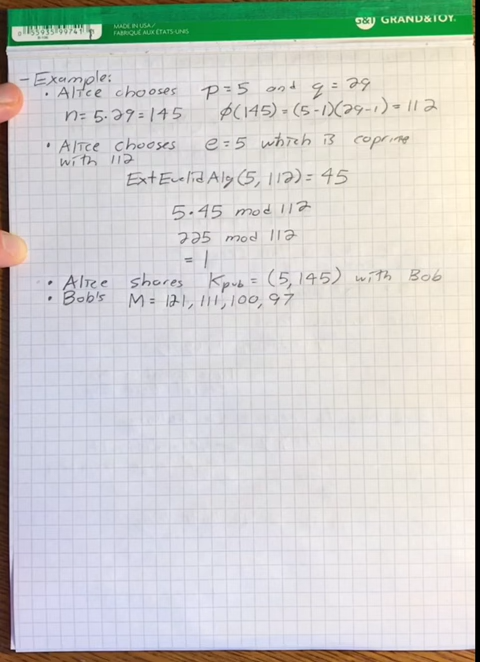 MADE IN USA/
FABRIQUÉ AUX ÉTATS-UNIS
G&T GRAND&TOY.
- Example:
• Alice chooses p=5 and q=29
n=5·29=145 φ(145)=(5-1)(29-1)=112
• Alice chooses e=5 which is coprime
with 112
ExtEuclidAlg(5,112)=45
5·45 mod 112
225 mod 112
= 1
• Alice shares Kpub = (5,145) with Bob
• Bob's M= 121, 111, 100, 97